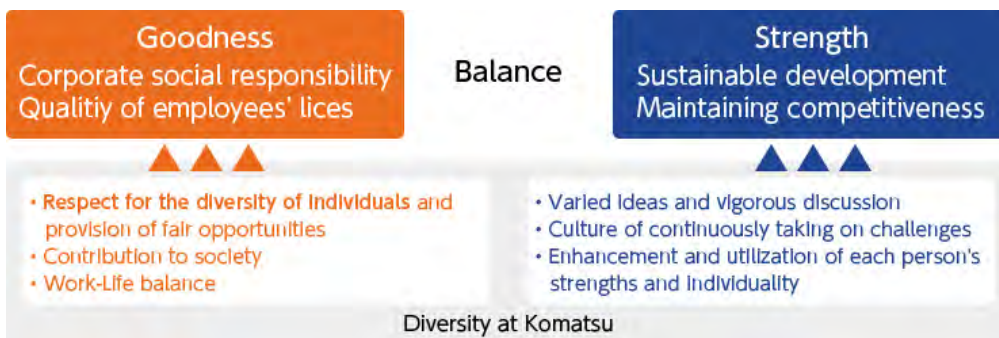 Goodness
Corporate social responsibility
Qualitiy of employees' lices
Balance
Strength
Sustainable development
Maintaining competitiveness
• Respect for the diversity of individuals and
provision of fair opportunities
• Contribution to society
• Work-Life balance
• Varied ideas and vigorous discussion
• Culture of continuously taking on challenges
• Enhancement and utilization of each person's
strengths and individuality
Diversity at Komatsu